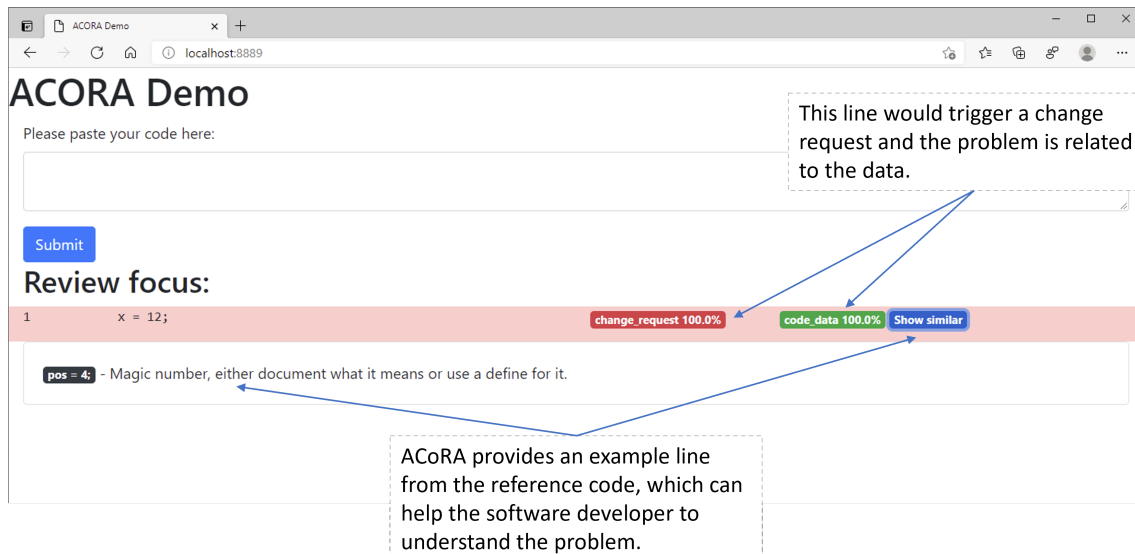 ACORA Demo
localhost:8889
ACORA Demo
Please paste your code here:
This line would trigger a change
request and the problem is related
to the data.
Submit
Review focus:
1 x = 12; change_request 100.0% code_data 100.0% Show similar
pos = 4; - Magic number, either document what it means or use a define for it.
ACoRA provides an example line
from the reference code, which can
help the software developer to
understand the problem.